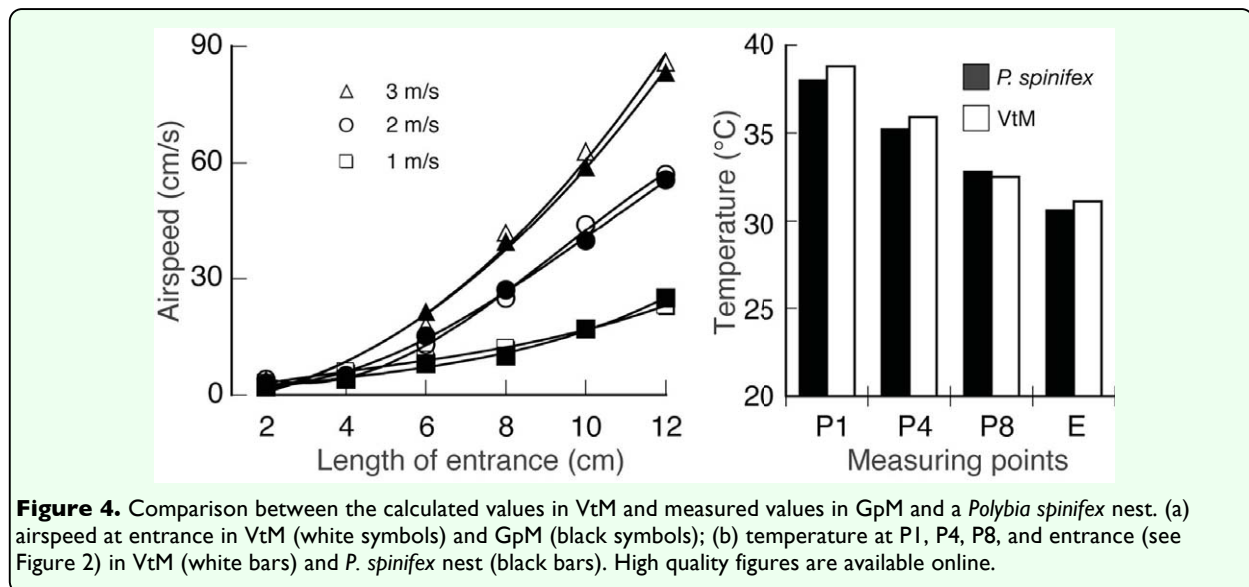 90
60
30
0
Airspeed (cm/s)
3 m/s
2 m/s
1 m/s
2 4 6 8 10 12
Length of entrance (cm)
40
35
30
25
20
Temperature (°C)
P. spinifex
VtM
P1 P4 P8 E
Measuring points
Figure 4. Comparison between the calculated values in VtM and measured values in GpM and a Polybia spinifex nest. (a)
airspeed at entrance in VtM (white symbols) and GpM (black symbols); (b) temperature at P1, P4, P8, and entrance (see
Figure 2) in VtM (white bars) and P. spinifex nest (black bars). High quality figures are available online.